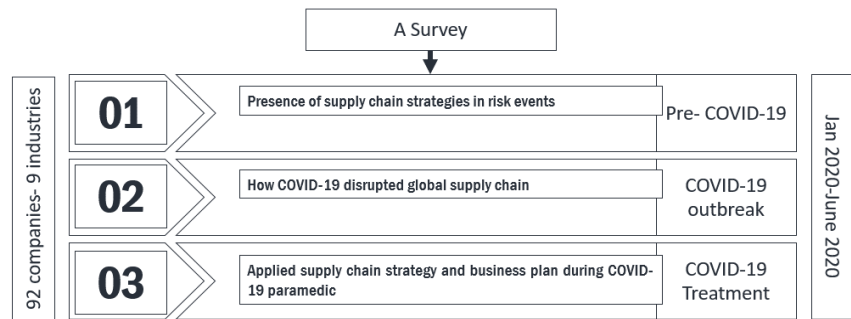 A Survey
92 companies- 9 industries
01
Presence of supply chain strategies in risk events
Pre- COVID-19
02
How COVID-19 disrupted global supply chain
COVID-19
outbreak
03
Applied supply chain strategy and business plan during COVID-
19 paramedic
COVID-19
Treatment
Jan 2020-June 2020